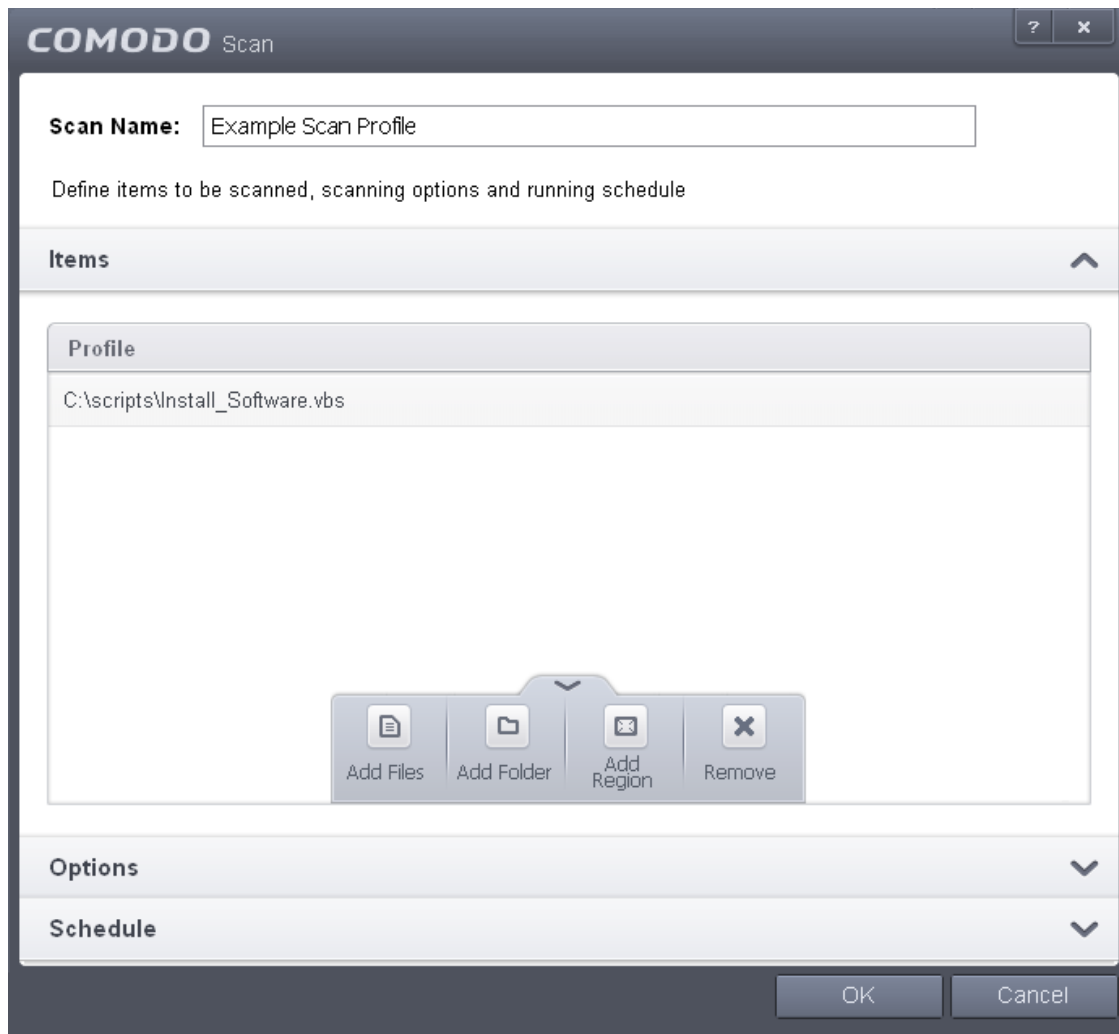 COMODO Scan
?
x
Scan Name: Example Scan Profile
Define items to be scanned, scanning options and running schedule
Items
Profile
C:\scripts\Install_Software.vbs
Add Files
Add Folder
Add
Region
Remove
Options
Schedule
OK
Cancel